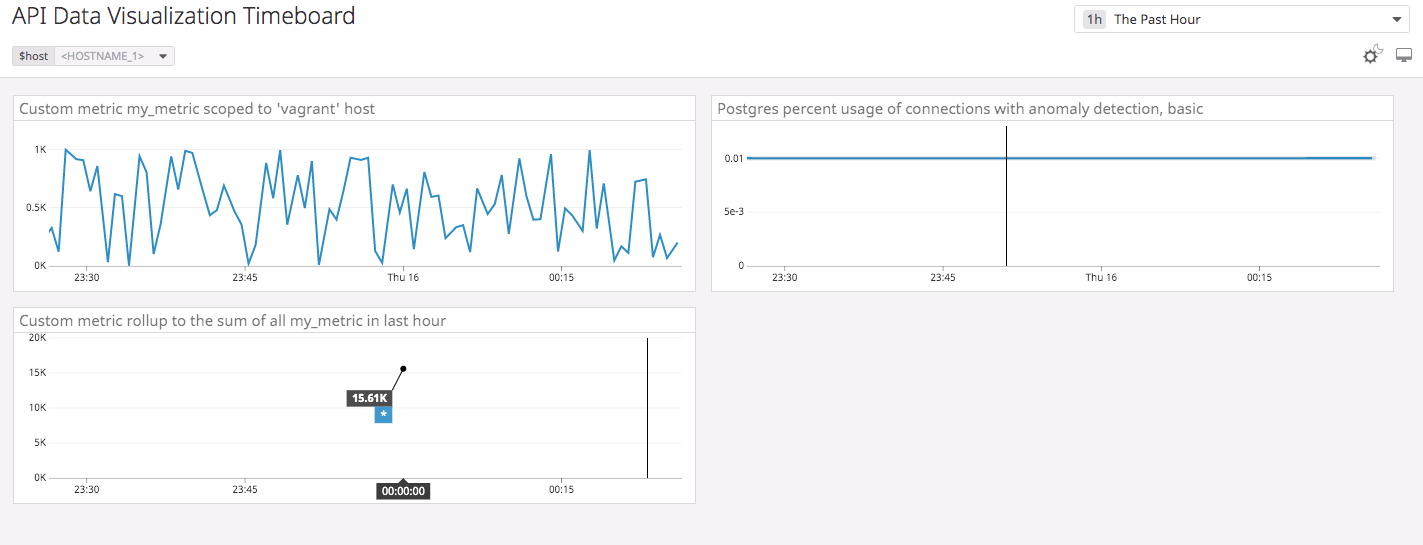 API Data Visualization Timeboard
1h The Past Hour
$host <HOSTNAME_1>
Custom metric my_metric scoped to 'vagrant' host
1K
0.5K
0K
23:30 23:45 Thu 16 00:15
Postgres percent usage of connections with anomaly detection, basic
0.01
5e-3
0
23:30 23:45 Thu 16 00:15
Custom metric rollup to the sum of all my_metric in last hour
20K
15K
15.61K
10K
*
5K
0K
23:30 23:45 00:00:00 00:15